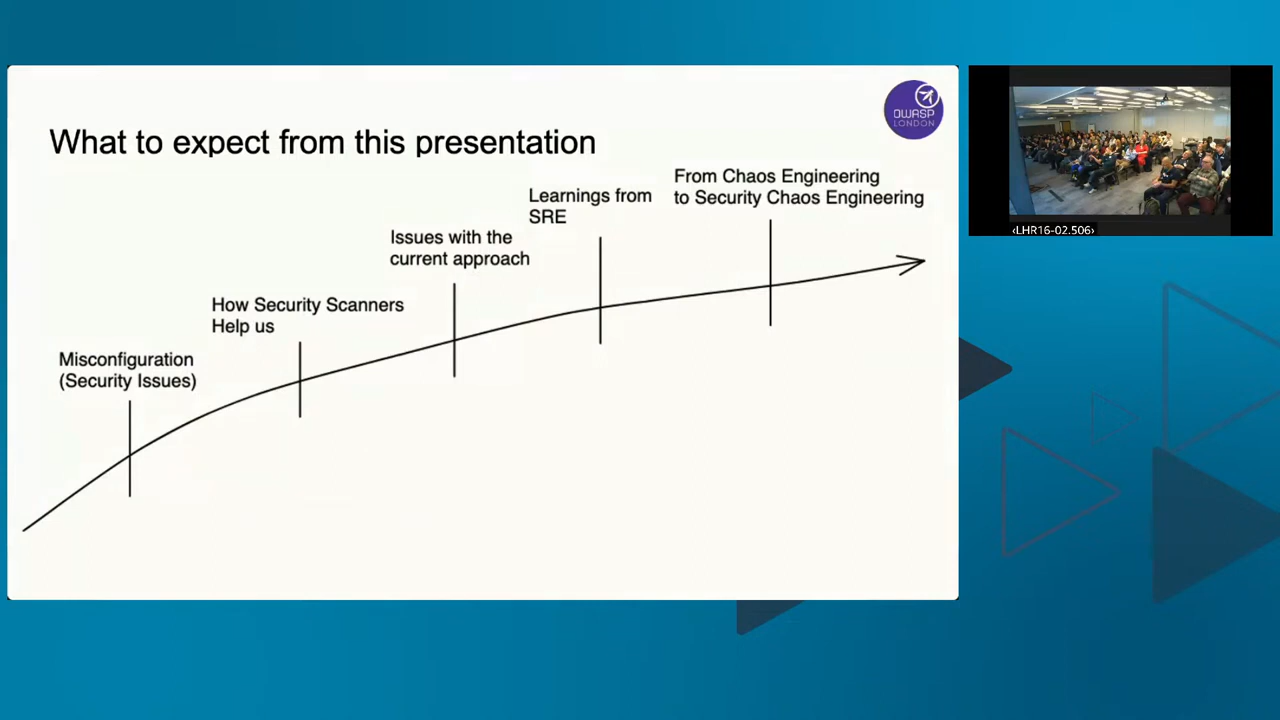 What to expect from this presentation
OWASP
LONDON
From Chaos Engineering
to Security Chaos Engineering
Learnings from
SRE
Issues with the
current approach
How Security Scanners
Help us
Misconfiguration
(Security Issues)
‹LHR16-02.506›